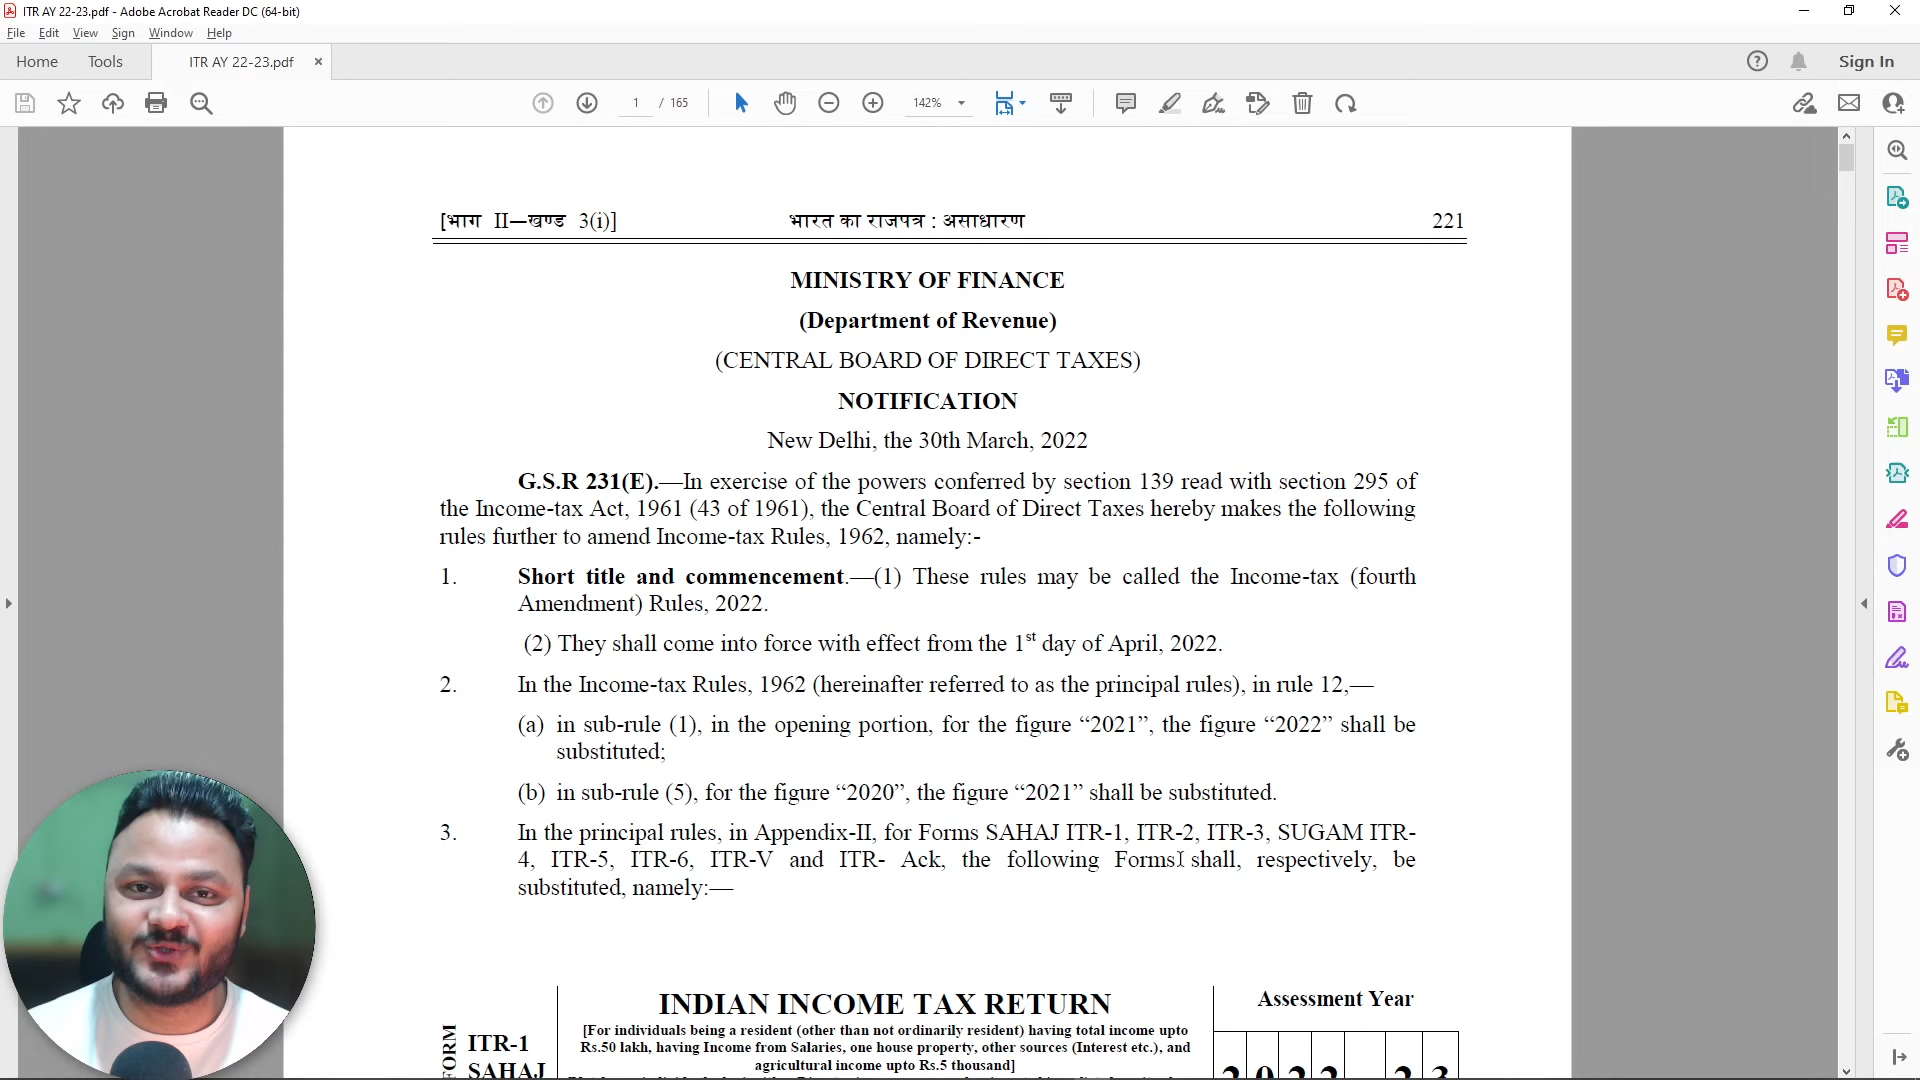 ITR AY 22-23.pdf - Adobe Acrobat Reader DC (64-bit)
File Edit View Sign Window Help
Home Tools ITR AY 22-23.pdf × Sign In
1 / 165 142%
[भाग II—खण्ड 3(i)] भारत का राजपत्र : असाधारण 221
MINISTRY OF FINANCE
(Department of Revenue)
(CENTRAL BOARD OF DIRECT TAXES)
NOTIFICATION
New Delhi, the 30th March, 2022
G.S.R 231(E).—In exercise of the powers conferred by section 139 read with section 295 of
the Income-tax Act, 1961 (43 of 1961), the Central Board of Direct Taxes hereby makes the following
rules further to amend Income-tax Rules, 1962, namely:-
1. Short title and commencement.—(1) These rules may be called the Income-tax (fourth
Amendment) Rules, 2022.
(2) They shall come into force with effect from the 1st day of April, 2022.
2. In the Income-tax Rules, 1962 (hereinafter referred to as the principal rules), in rule 12,—
(a) in sub-rule (1), in the opening portion, for the figure “2021”, the figure “2022” shall be
substituted;
(b) in sub-rule (5), for the figure “2020”, the figure “2021” shall be substituted.
3. In the principal rules, in Appendix-II, for Forms SAHAJ ITR-1, ITR-2, ITR-3, SUGAM ITR-
4, ITR-5, ITR-6, ITR-V and ITR- Ack, the following Forms shall, respectively, be
substituted, namely:—
FORM
ITR-1
SAHAJ
INDIAN INCOME TAX RETURN
[For individuals being a resident (other than not ordinarily resident) having total income upto
Rs.50 lakh, having Income from Salaries, one house property, other sources (Interest etc.), and
agricultural income upto Rs.5 thousand]
Assessment Year
2 0 2 2 2 3